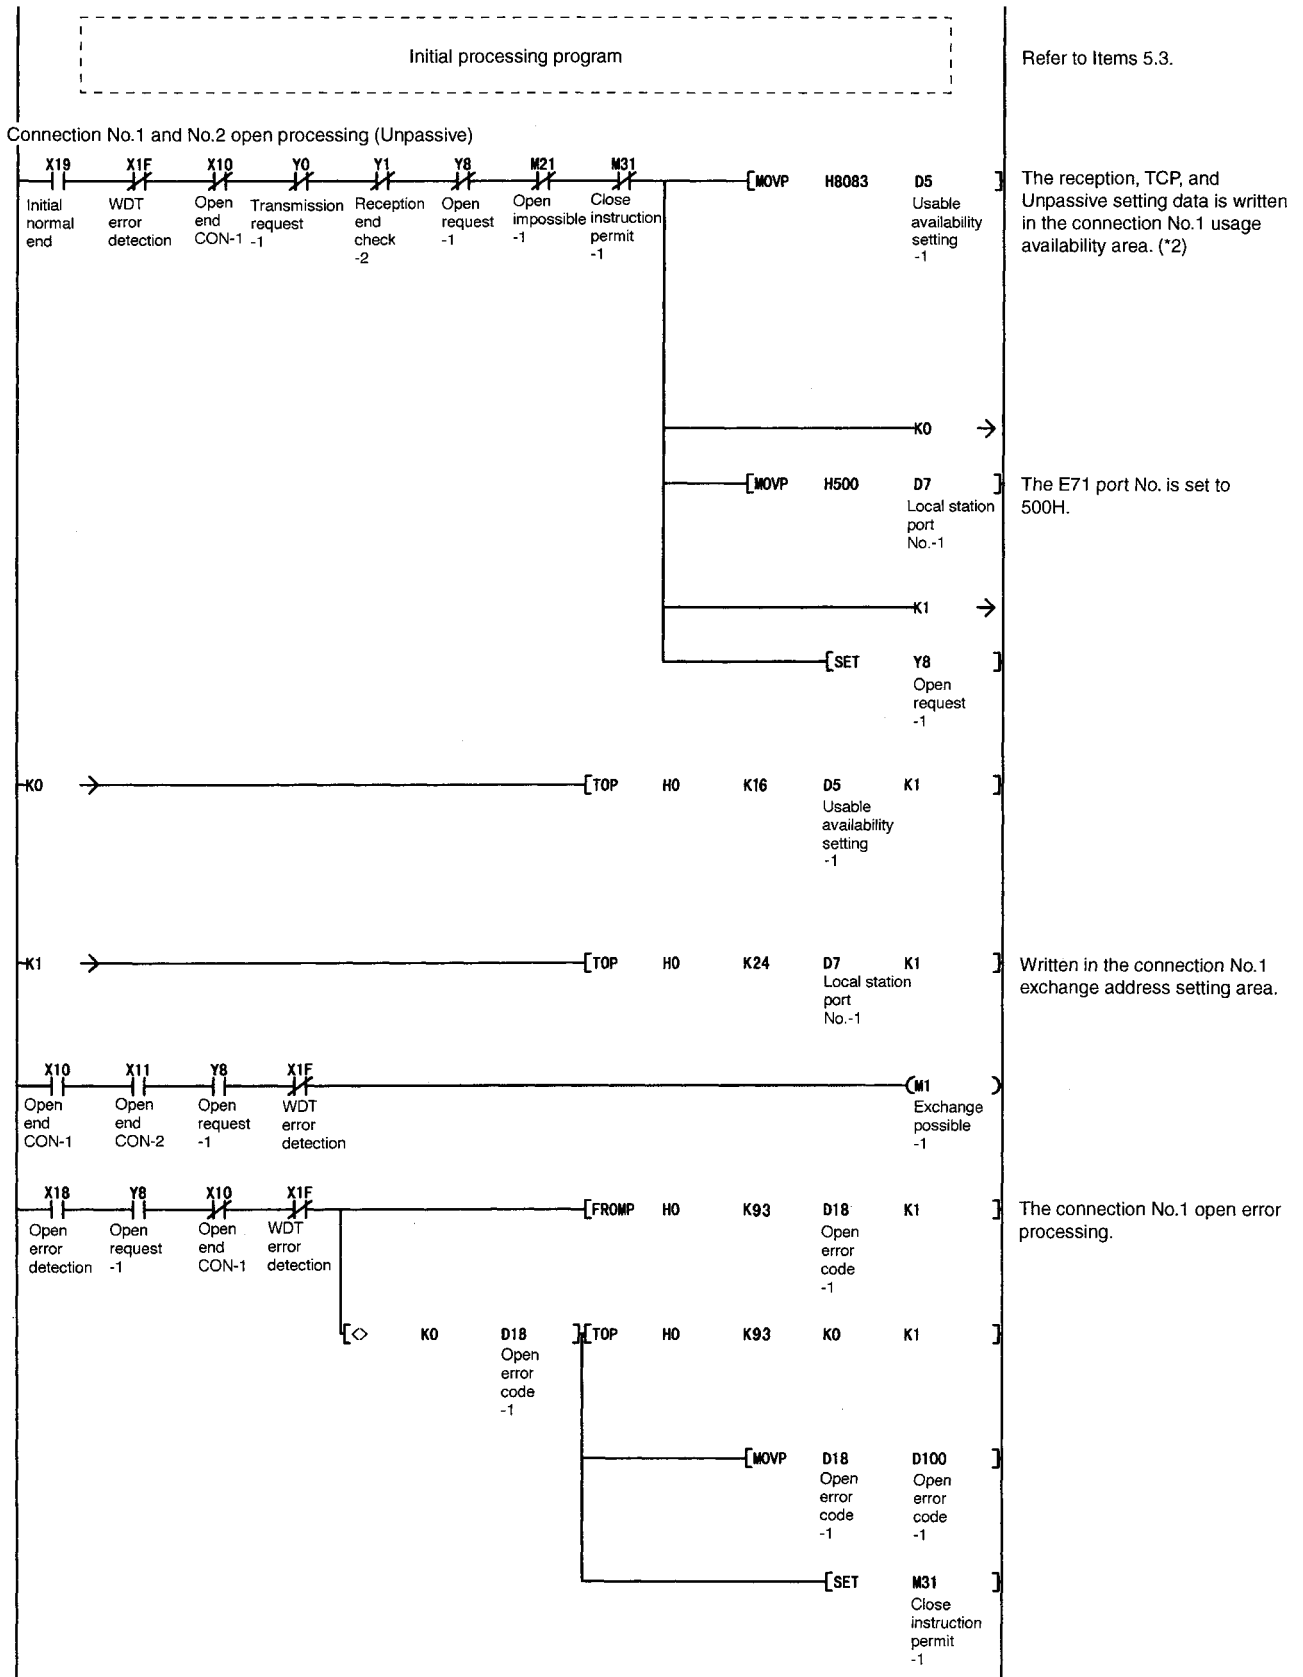 Initial processing program
Refer to Items 5.3.
Connection No.1 and No.2 open processing (Unpassive)
X19 X1F X10 Y0 Y1 Y8 M21 M31
MOVP H8083 D5
Initial normal end
WDT error detection
Open end CON-1
Transmission request -1
Reception end check -2
Open request -1
Open impossible -1
Close instruction permit -1
Usable availability setting -1
The reception, TCP, and
Unpassive setting data is written
in the connection No.1 usage
availability area. (*2)
K0
MOVP H500 D7
Local station port No.-1
The E71 port No. is set to
500H.
K1
SET Y8
Open request -1
K0 TOP H0 K16 D5 K1
Usable availability setting -1
K1 TOP H0 K24 D7 K1
Local station port No.-1
Written in the connection No.1
exchange address setting area.
X10 X11 Y8 X1F M1
Open end CON-1
Open end CON-2
Open request -1
WDT error detection
Exchange possible -1
X18 Y8 X10 X1F FROMP H0 K93 D18 K1
Open error detection
Open request -1
Open end CON-1
WDT error detection
Open error code -1
The connection No.1 open error
processing.
<> K0 D18 TOP H0 K93 K0 K1
Open error code -1
MOVP D18 D100
Open error code -1
Open error code -1
SET M31
Close instruction permit -1